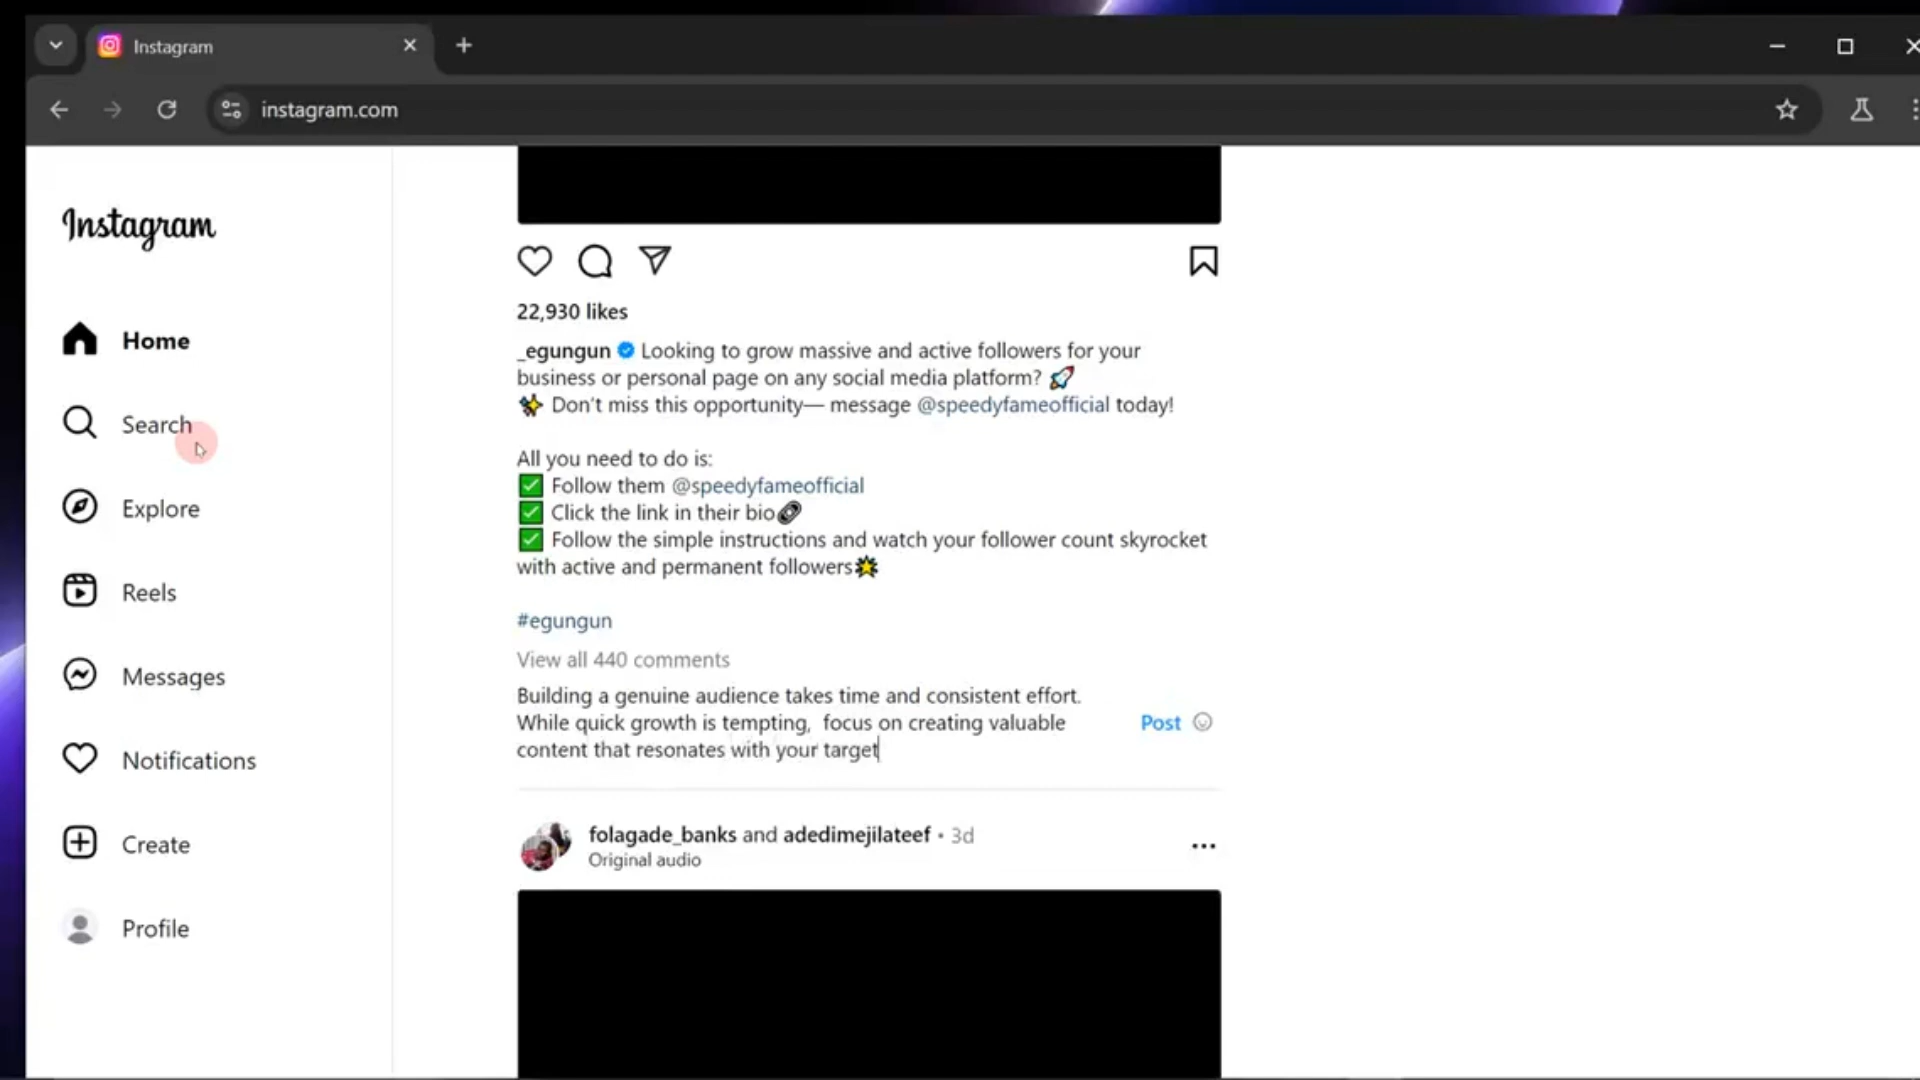 Instagram
instagram.com
Instagram
Home
Search
Explore
Reels
Messages
Notifications
Create
Profile
22,930 likes
_egungun Looking to grow massive and active followers for your
business or personal page on any social media platform? 🚀
✨ Don't miss this opportunity— message @speedyfameofficial today!
All you need to do is:
✅ Follow them @speedyfameofficial
✅ Click the link in their bio🔗
✅ Follow the simple instructions and watch your follower count skyrocket
with active and permanent followers🌟
#egungun
View all 440 comments
Building a genuine audience takes time and consistent effort.
While quick growth is tempting,  focus on creating valuable
content that resonates with your target
Post
folagade_banks and adedimejilateef • 3d
Original audio